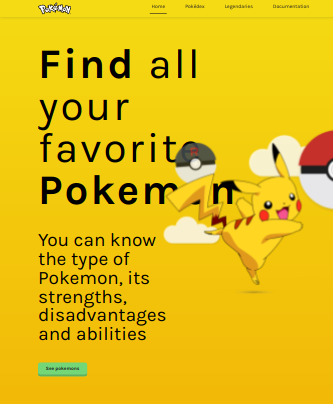 Pokémon
Home Pokédex Legendaries Documentation
Find all
your
favorite
Pokemon
You can know
the type of
Pokemon, its
strengths,
disadvantages
and abilities
See pokemons